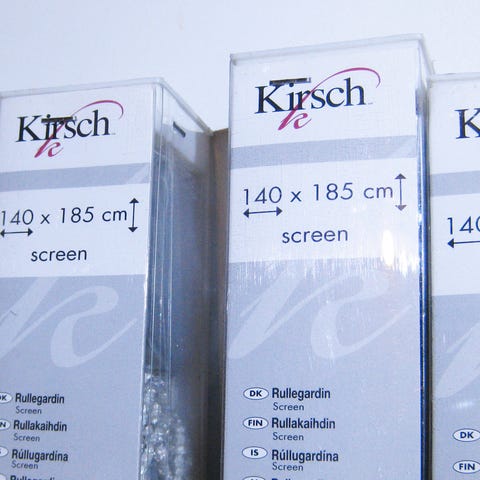 Kirsch
140 x 185 cm
screen
DK Rullegardin
Screen
FIN Rullakaihdin
Screen
IS Rúllugardína
Screen
Kirsch
140 x 185 cm
screen
DK Rullegardin
Screen
FIN Rullakaihdin
Screen
IS Rúllugardína
Screen
K
140
DK
FIN